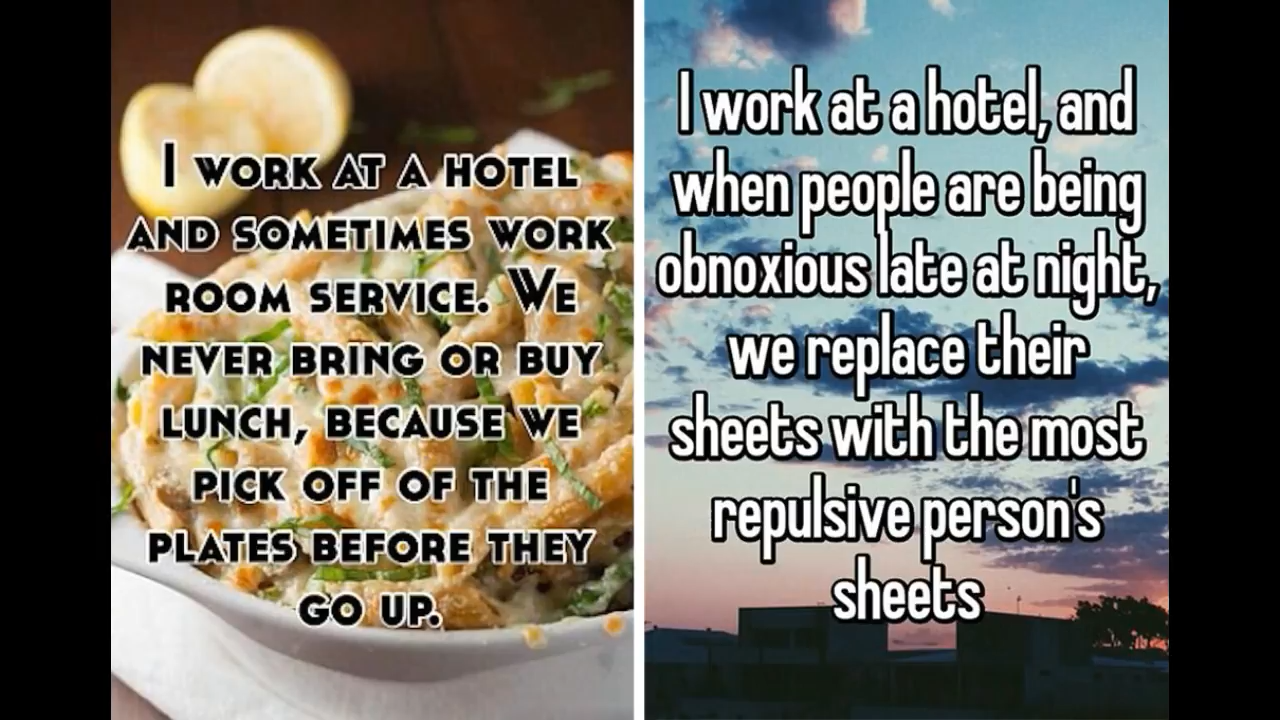 I WORK AT A HOTEL
AND SOMETIMES WORK
ROOM SERVICE. WE
NEVER BRING OR BUY
LUNCH, BECAUSE WE
PICK OFF OF THE
PLATES BEFORE THEY
GO UP.
I work at a hotel, and
when people are being
obnoxious late at night,
we replace their
sheets with the most
repulsive person's
sheets